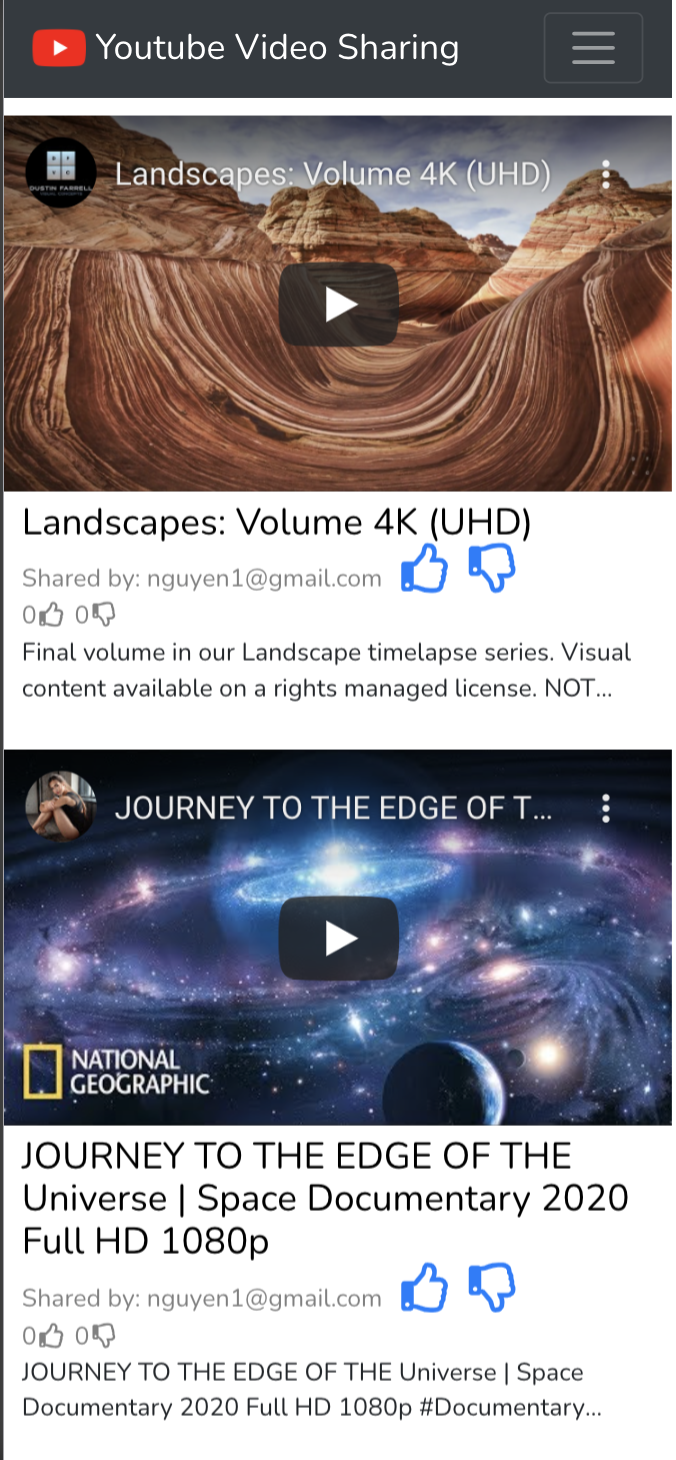 Youtube Video Sharing
DUSTIN FARRELL
Landscapes: Volume 4K (UHD)
Landscapes: Volume 4K (UHD)
Shared by: nguyen1@gmail.com
0 0
Final volume in our Landscape timelapse series. Visual
content available on a rights managed license. NOT...
JOURNEY TO THE EDGE OF T...
NATIONAL
GEOGRAPHIC
JOURNEY TO THE EDGE OF THE
Universe | Space Documentary 2020
Full HD 1080p
Shared by: nguyen1@gmail.com
0 0
JOURNEY TO THE EDGE OF THE Universe | Space
Documentary 2020 Full HD 1080p #Documentary...